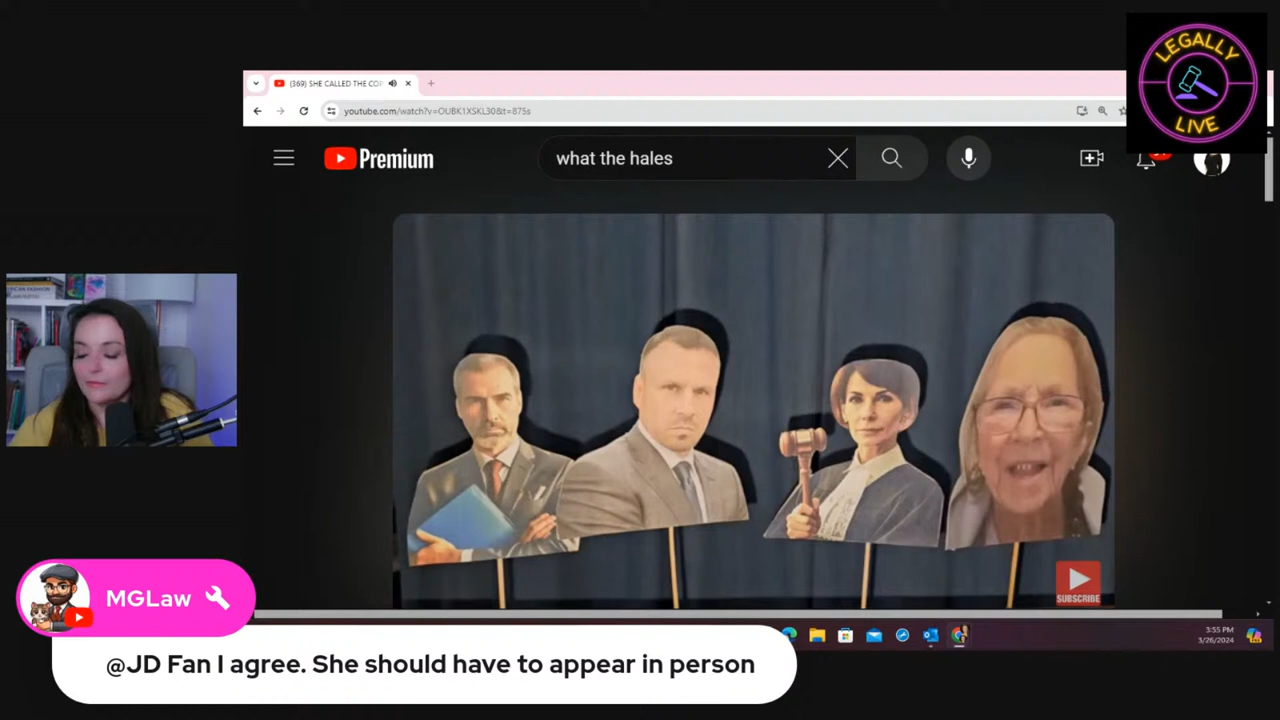 LEGALLY
LIVE
(369) SHE CALLED THE COP
youtube.com/watch?v=OUBK1XSKL30&t=875s
Premium
what the hales
SUBSCRIBE
3:55 PM
3/26/2024
MGLaw
@JD Fan I agree. She should have to appear in person